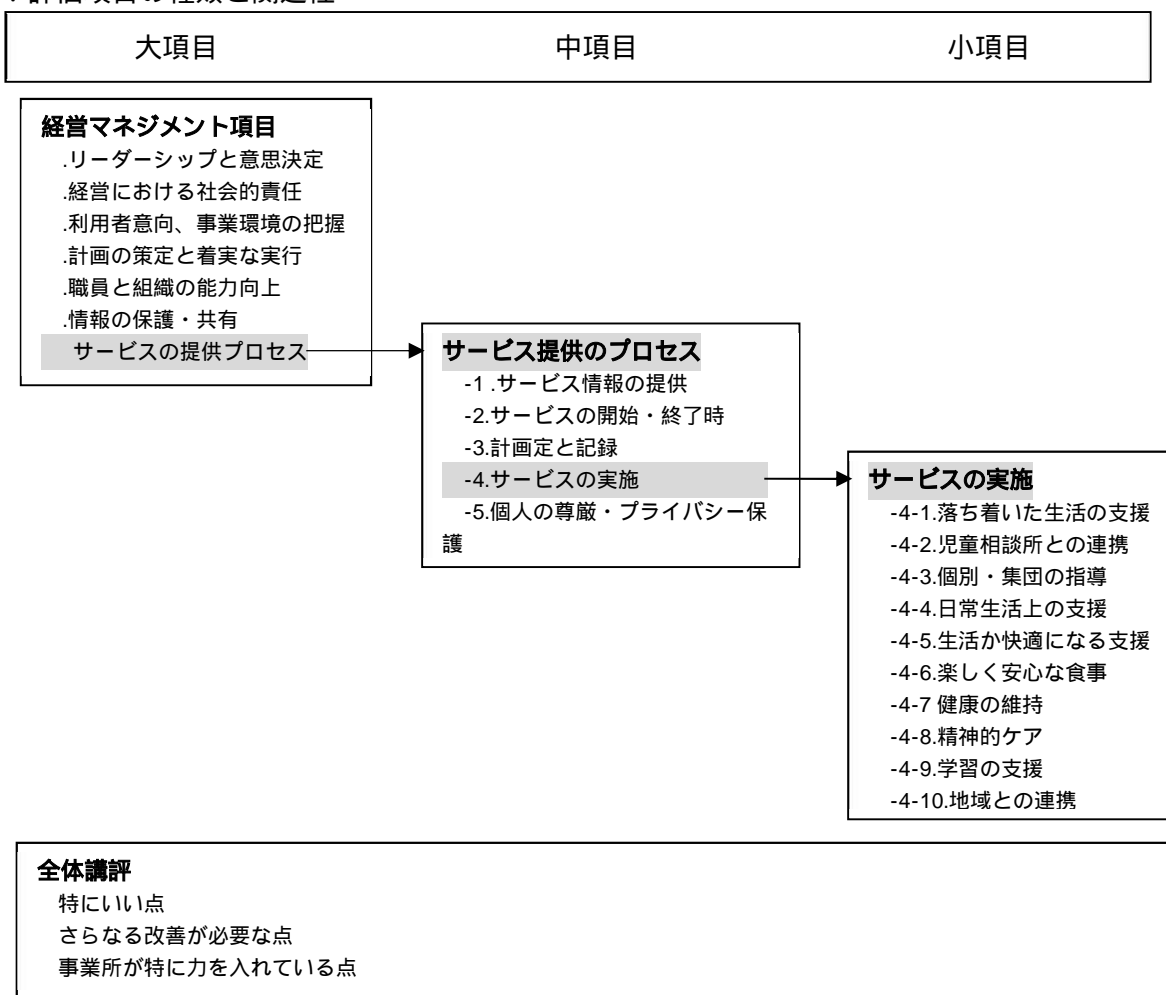 大項目 中項目 小項目
経営マネジメント項目
.リーダーシップと意思決定
.経営における社会的責任
.利用者意向、事業環境の把握
.計画の策定と着実な実行
.職員と組織の能力向上
.情報の保護・共有
サービスの提供プロセス
サービス提供のプロセス
-1 .サービス情報の提供
-2.サービスの開始・終了時
-3.計画定と記録
-4.サービスの実施
-5.個人の尊厳・プライバシー保
護
サービスの実施
-4-1.落ち着いた生活の支援
-4-2.児童相談所との連携
-4-3.個別・集団の指導
-4-4.日常生活上の支援
-4-5.生活か快適になる支援
-4-6.楽しく安心な食事
-4-7 健康の維持
-4-8.精神的ケア
-4-9.学習の支援
-4-10.地域との連携
全体講評
特にいい点
さらなる改善が必要な点
事業所が特に力を入れている点